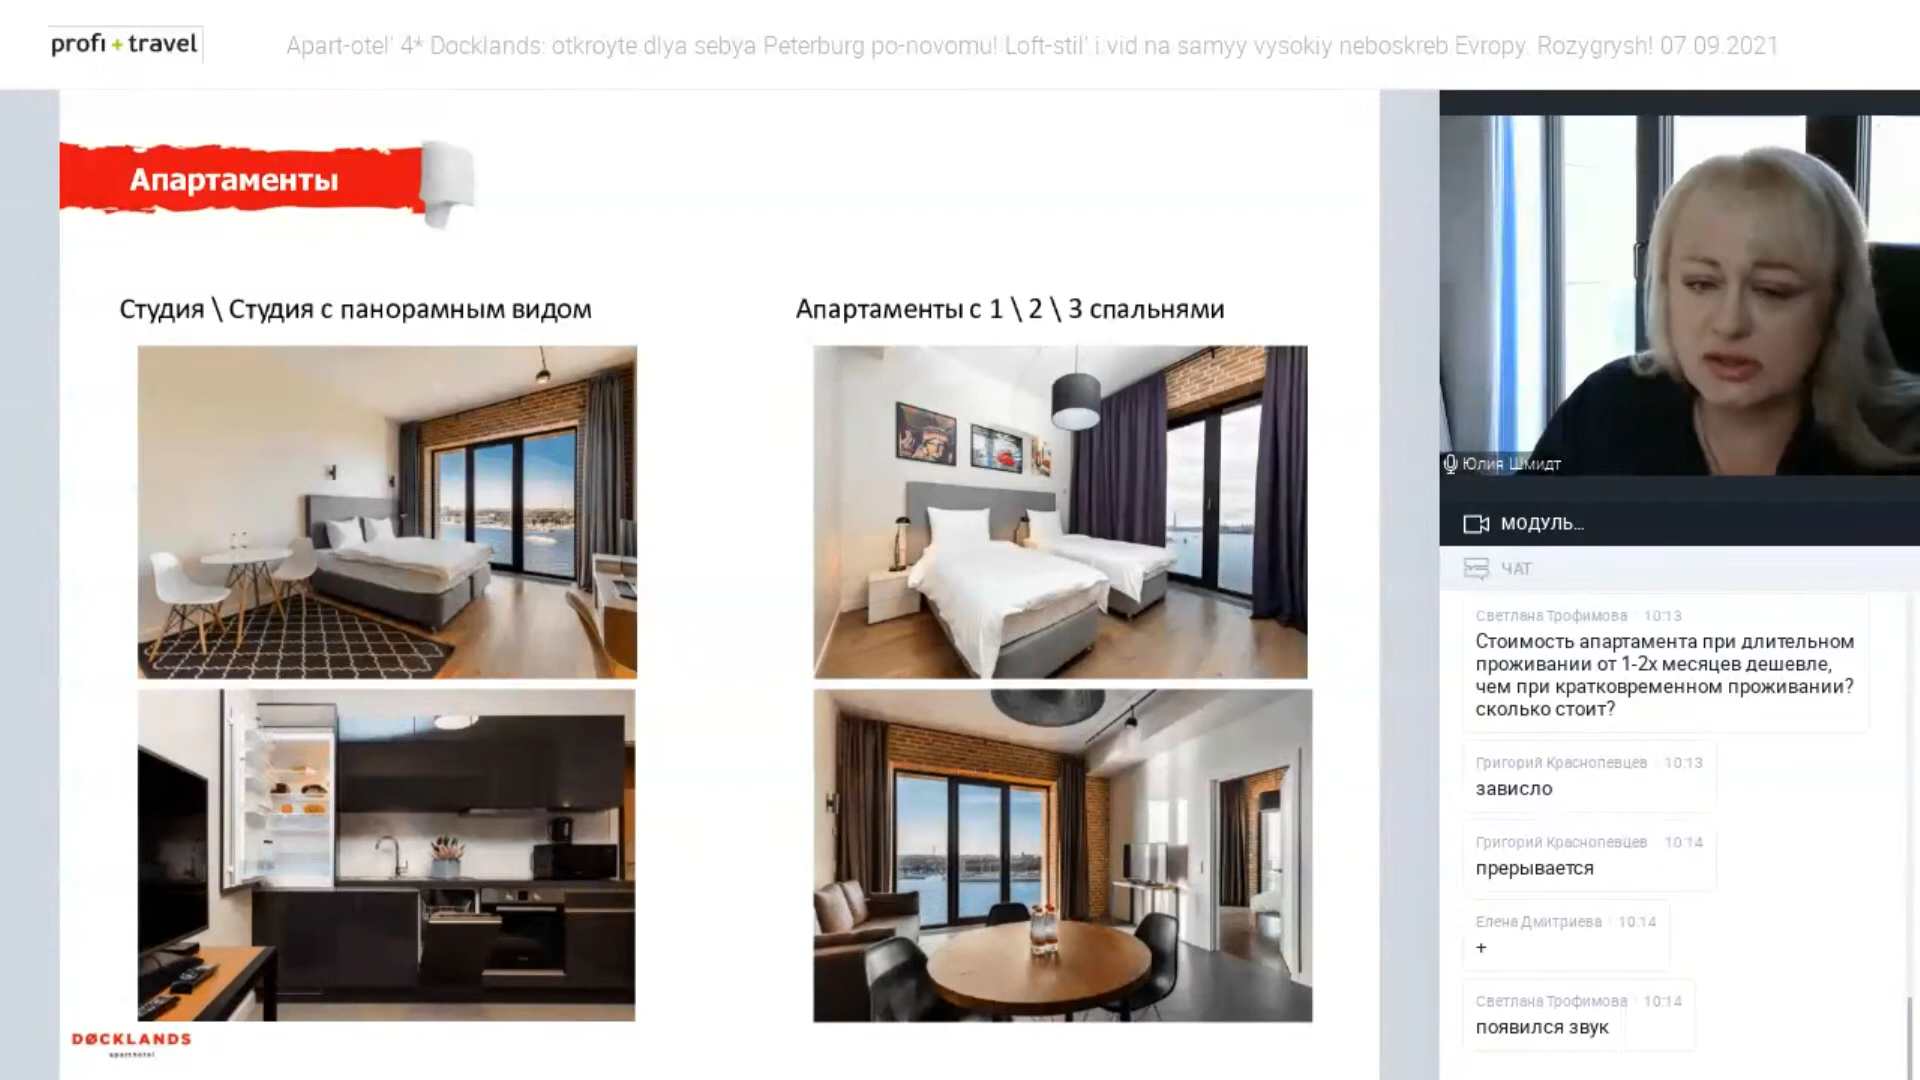 profi + travel
Apart-otel' 4* Docklands: otkroyte dlya sebya Peterburg po-novomu! Loft-stil' i vid na samyy vysokiy neboskreb Evropy. Rozygrysh! 07.09.2021
Апартаменты
Студия \ Студия с панорамным видом
Апартаменты с 1 \ 2 \ 3 спальнями
DØCKLANDS
aparthotel
Юлия Шмидт
МОДУЛЬ...
ЧАТ
Светлана Трофимова 10:13
Стоимость апартамента при длительном
проживании от 1-2х месяцев дешевле,
чем при кратковременном проживании?
сколько стоит?
Григорий Краснопевцев 10:13
зависло
Григорий Краснопевцев 10:14
прерывается
Елена Дмитриева 10:14
+
Светлана Трофимова 10:14
появился звук